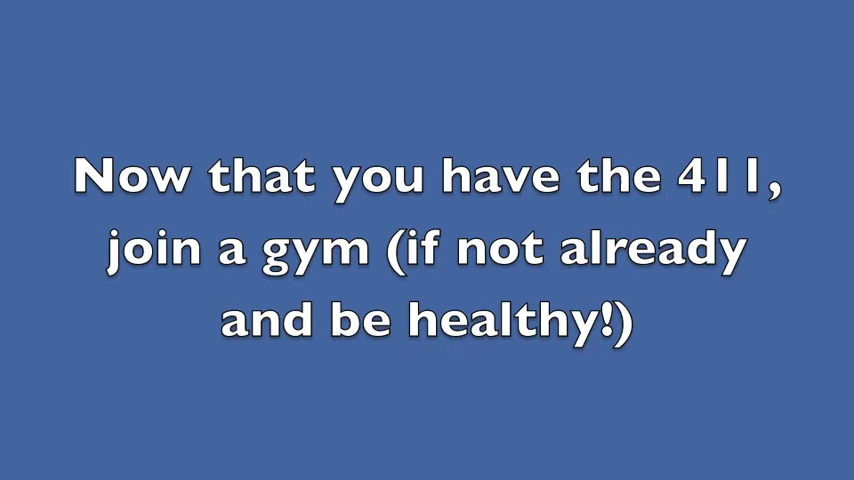 Now that you have the 411,
join a gym (if not already
and be healthy!)